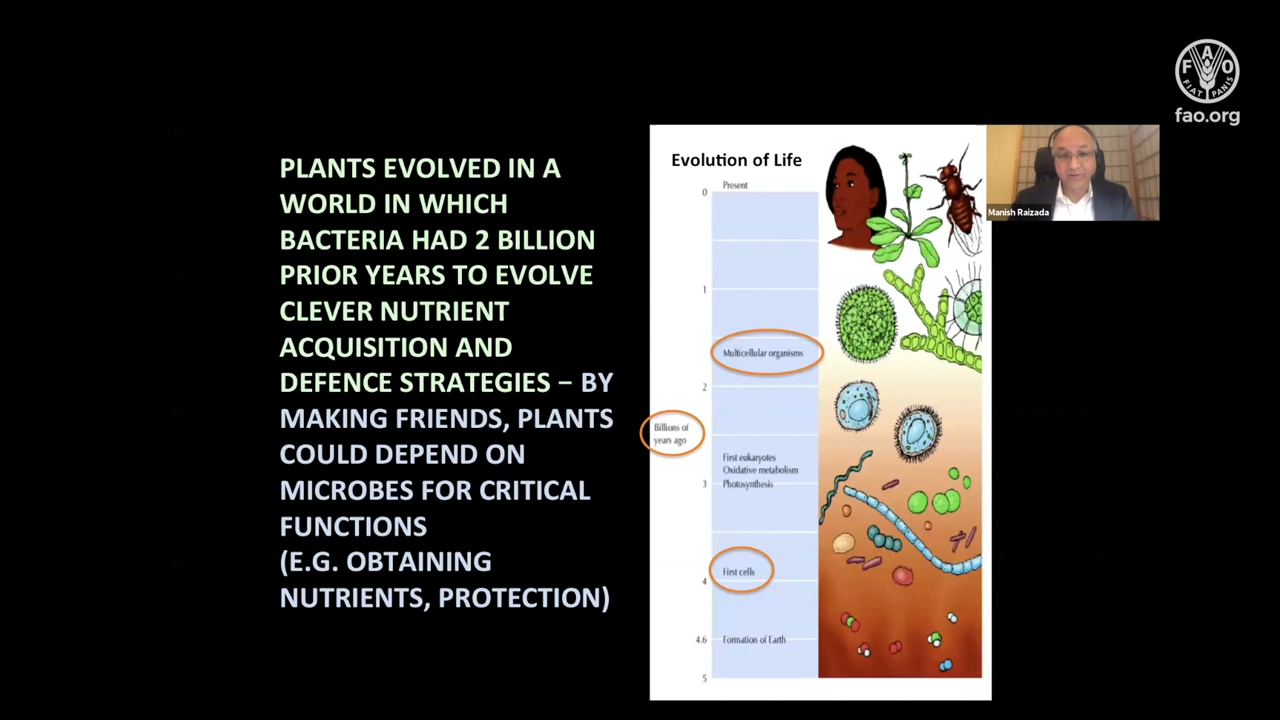 F A O
FIAT PANIS
fao.org
PLANTS EVOLVED IN A
WORLD IN WHICH
BACTERIA HAD 2 BILLION
PRIOR YEARS TO EVOLVE
CLEVER NUTRIENT
ACQUISITION AND
DEFENCE STRATEGIES – BY
MAKING FRIENDS, PLANTS
COULD DEPEND ON
MICROBES FOR CRITICAL
FUNCTIONS
(E.G. OBTAINING
NUTRIENTS, PROTECTION)
Evolution of Life
Present
0
1
Multicellular organisms
2
Billions of
years ago
First eukaryotes
Oxidative metabolism
3 Photosynthesis
First cells
4
4.6 Formation of Earth
5
Manish Raizada